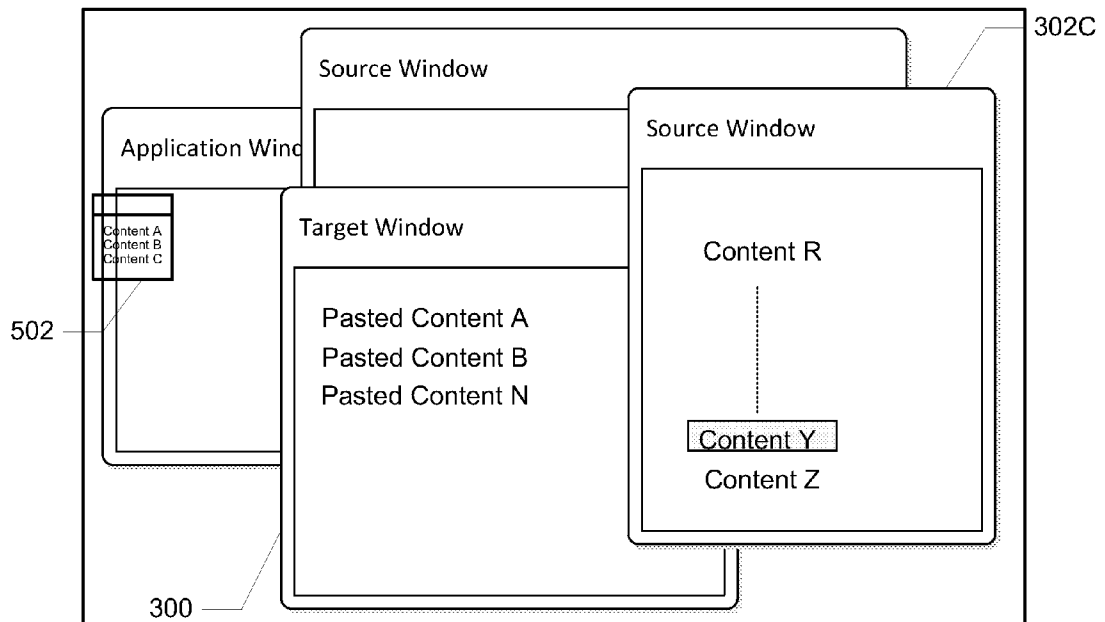 302C
Source Window
Source Window
Application Wind
Content A
Content B
Content C
Target Window
Content R
Pasted Content A
Pasted Content B
Pasted Content N
502
Content Y
Content Z
300